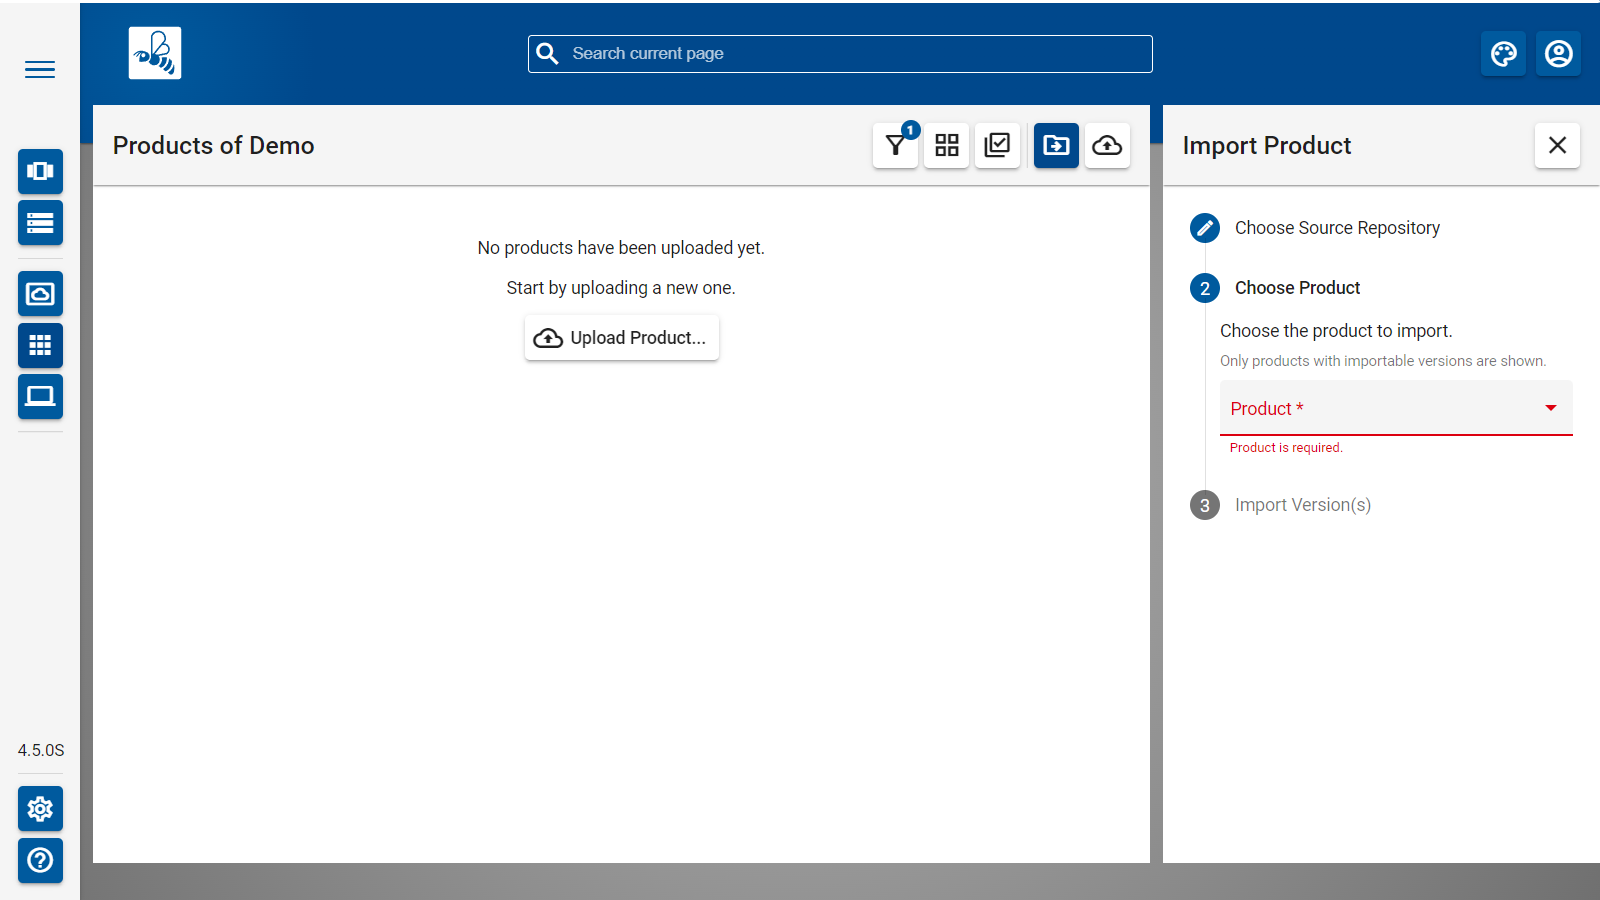 Search current page
Products of Demo
1
Import Product
No products have been uploaded yet.
Start by uploading a new one.
Upload Product...
Choose Source Repository
2
Choose Product
Choose the product to import.
Only products with importable versions are shown.
Product *
Product is required.
3
Import Version(s)
4.5.0S